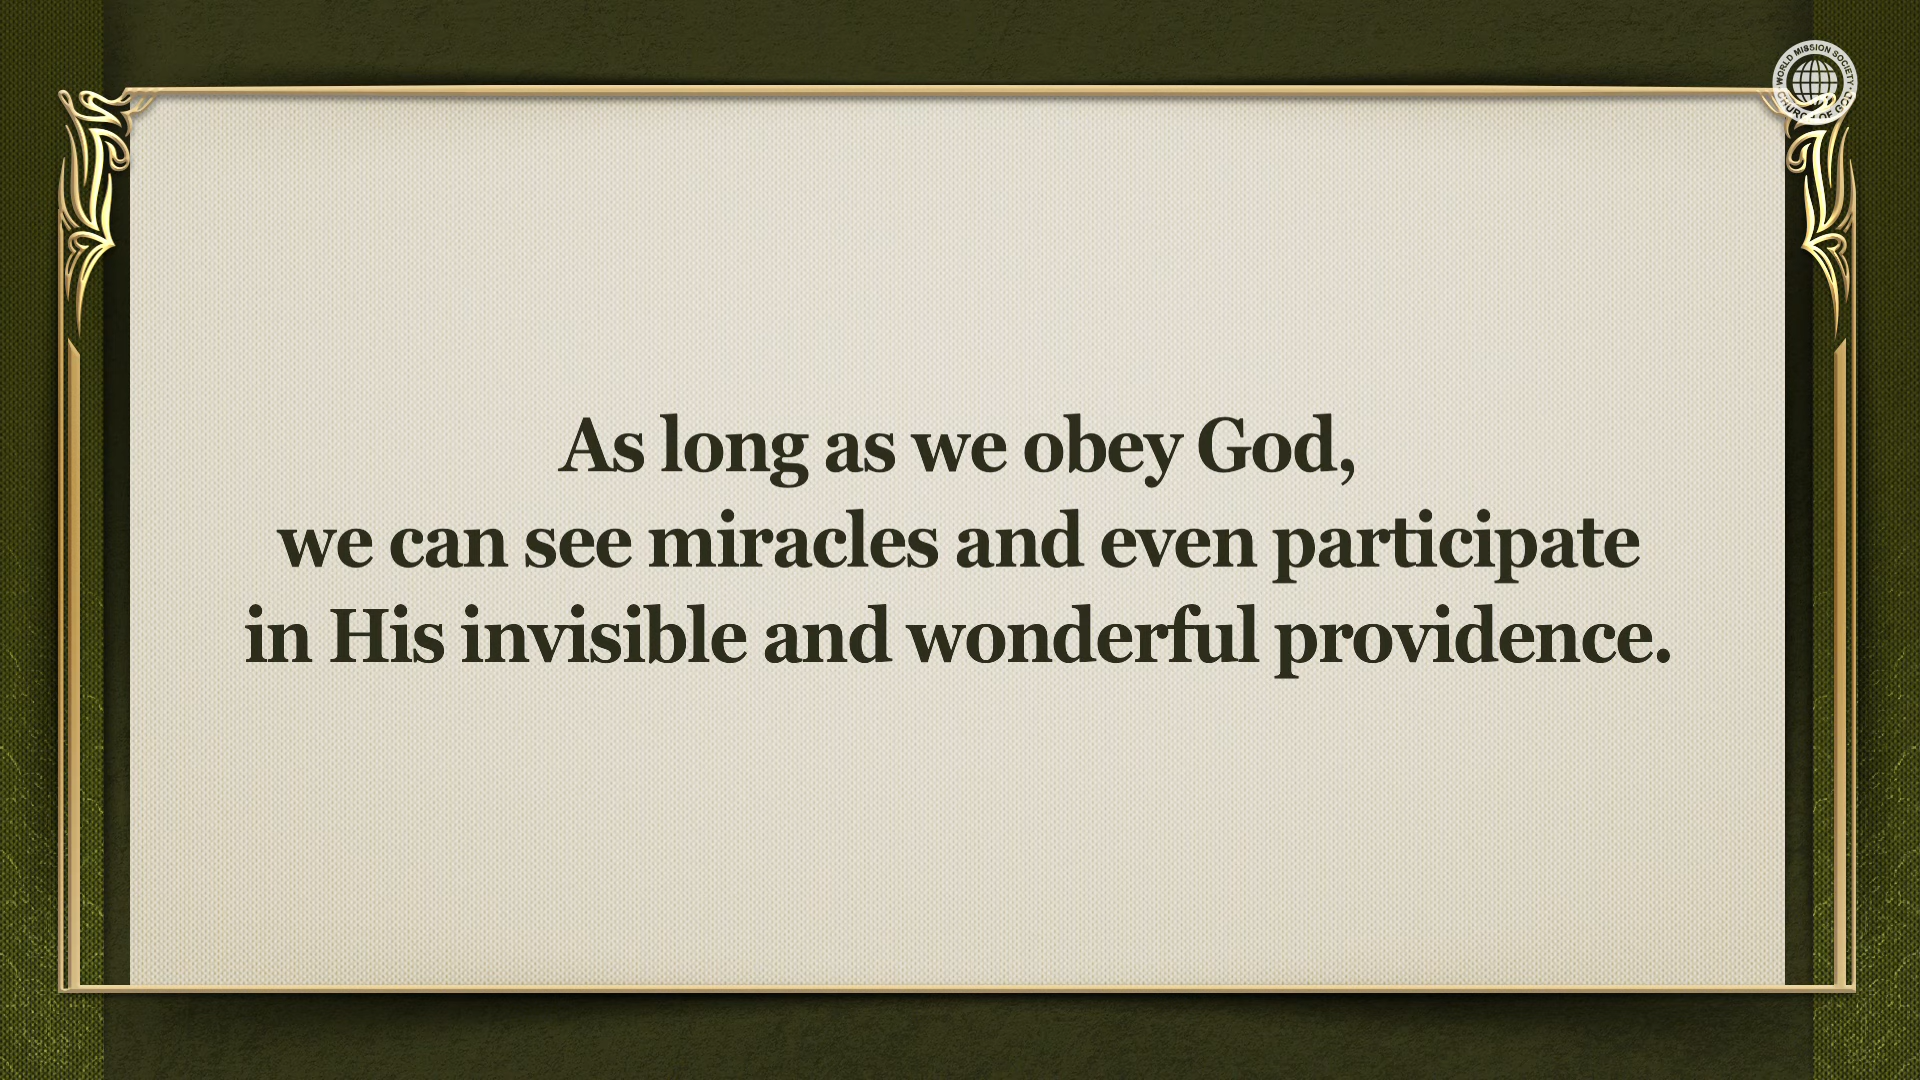 WORLD MISSION SOCIETY
CHURCH OF GOD
As long as we obey God,
we can see miracles and even participate
in His invisible and wonderful providence.